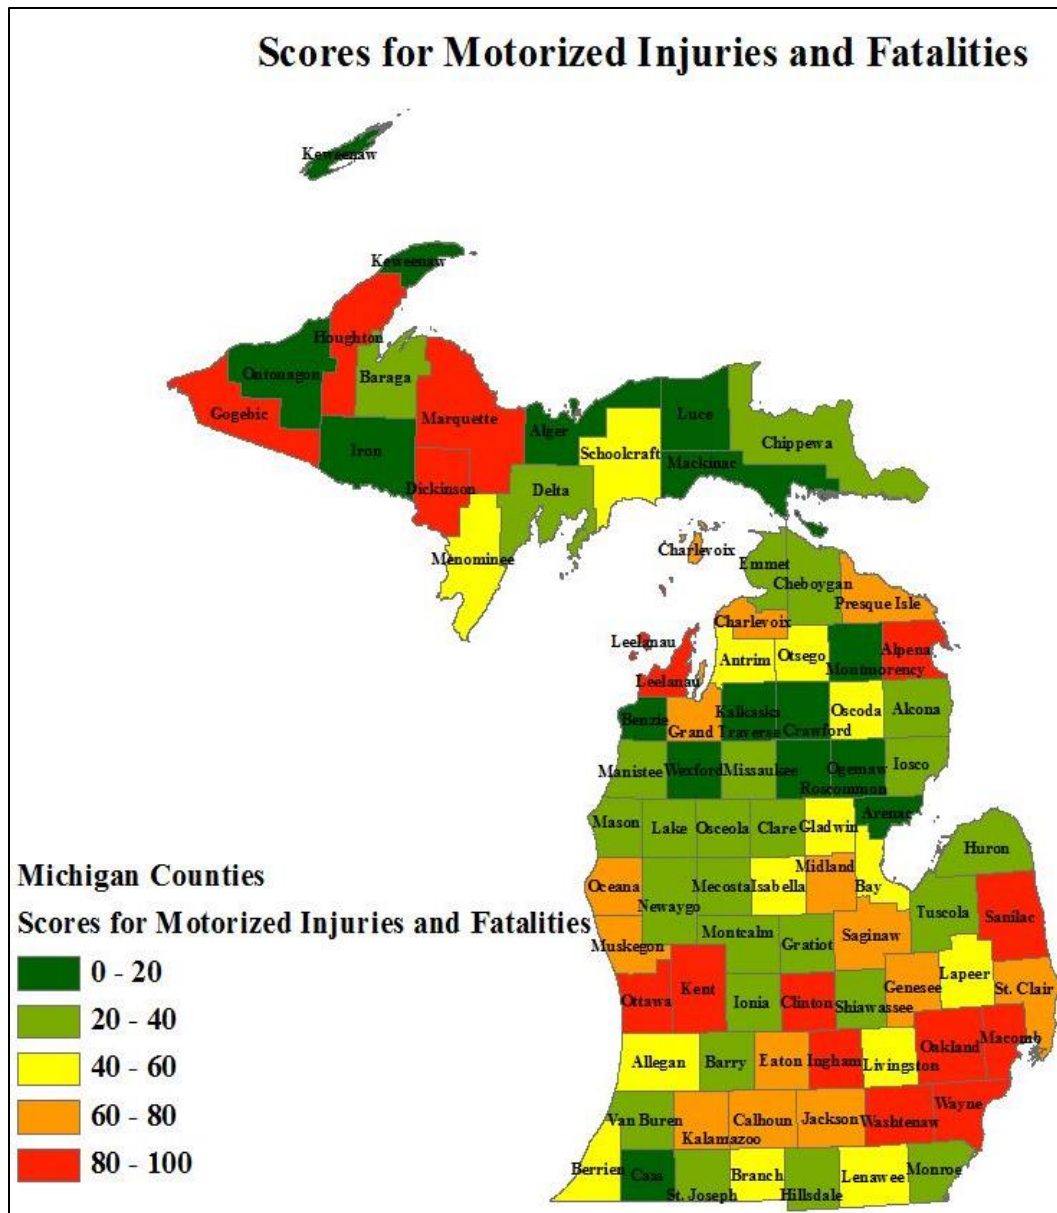 Scores for Motorized Injuries and Fatalities
Keweenaw
Keweenaw
Houghton
Ontonagon
Baraga
Gogebic
Marquette
Alger
Luce
Iron
Schoolcraft
Mackinac
Chippewa
Dickinson
Delta
Menominee
Charlevoix
Emmet
Cheboygan
Presque Isle
Charlevoix
Leelanau
Antrim
Otsego
Montmorency
Alpena
Leelanau
Benzie
Grand Traverse
Kalkaska
Crawford
Oscoda
Alcona
Manistee
Wexford
Missaukee
Roscommon
Ogemaw
Iosco
Arenac
Mason
Lake
Osceola
Clare
Gladwin
Huron
Oceana
Newaygo
Mecosta
Isabella
Midland
Bay
Tuscola
Sanilac
Muskegon
Montcalm
Gratiot
Saginaw
Lapeer
St. Clair
Genesee
Ottawa
Kent
Ionia
Clinton
Shiawassee
Oakland
Macomb
Allegan
Barry
Eaton
Ingham
Livingston
Wayne
Van Buren
Kalamazoo
Calhoun
Jackson
Washtenaw
Berrien
Cass
St. Joseph
Branch
Hillsdale
Lenawee
Monroe
Michigan Counties
Scores for Motorized Injuries and Fatalities
0 - 20
20 - 40
40 - 60
60 - 80
80 - 100